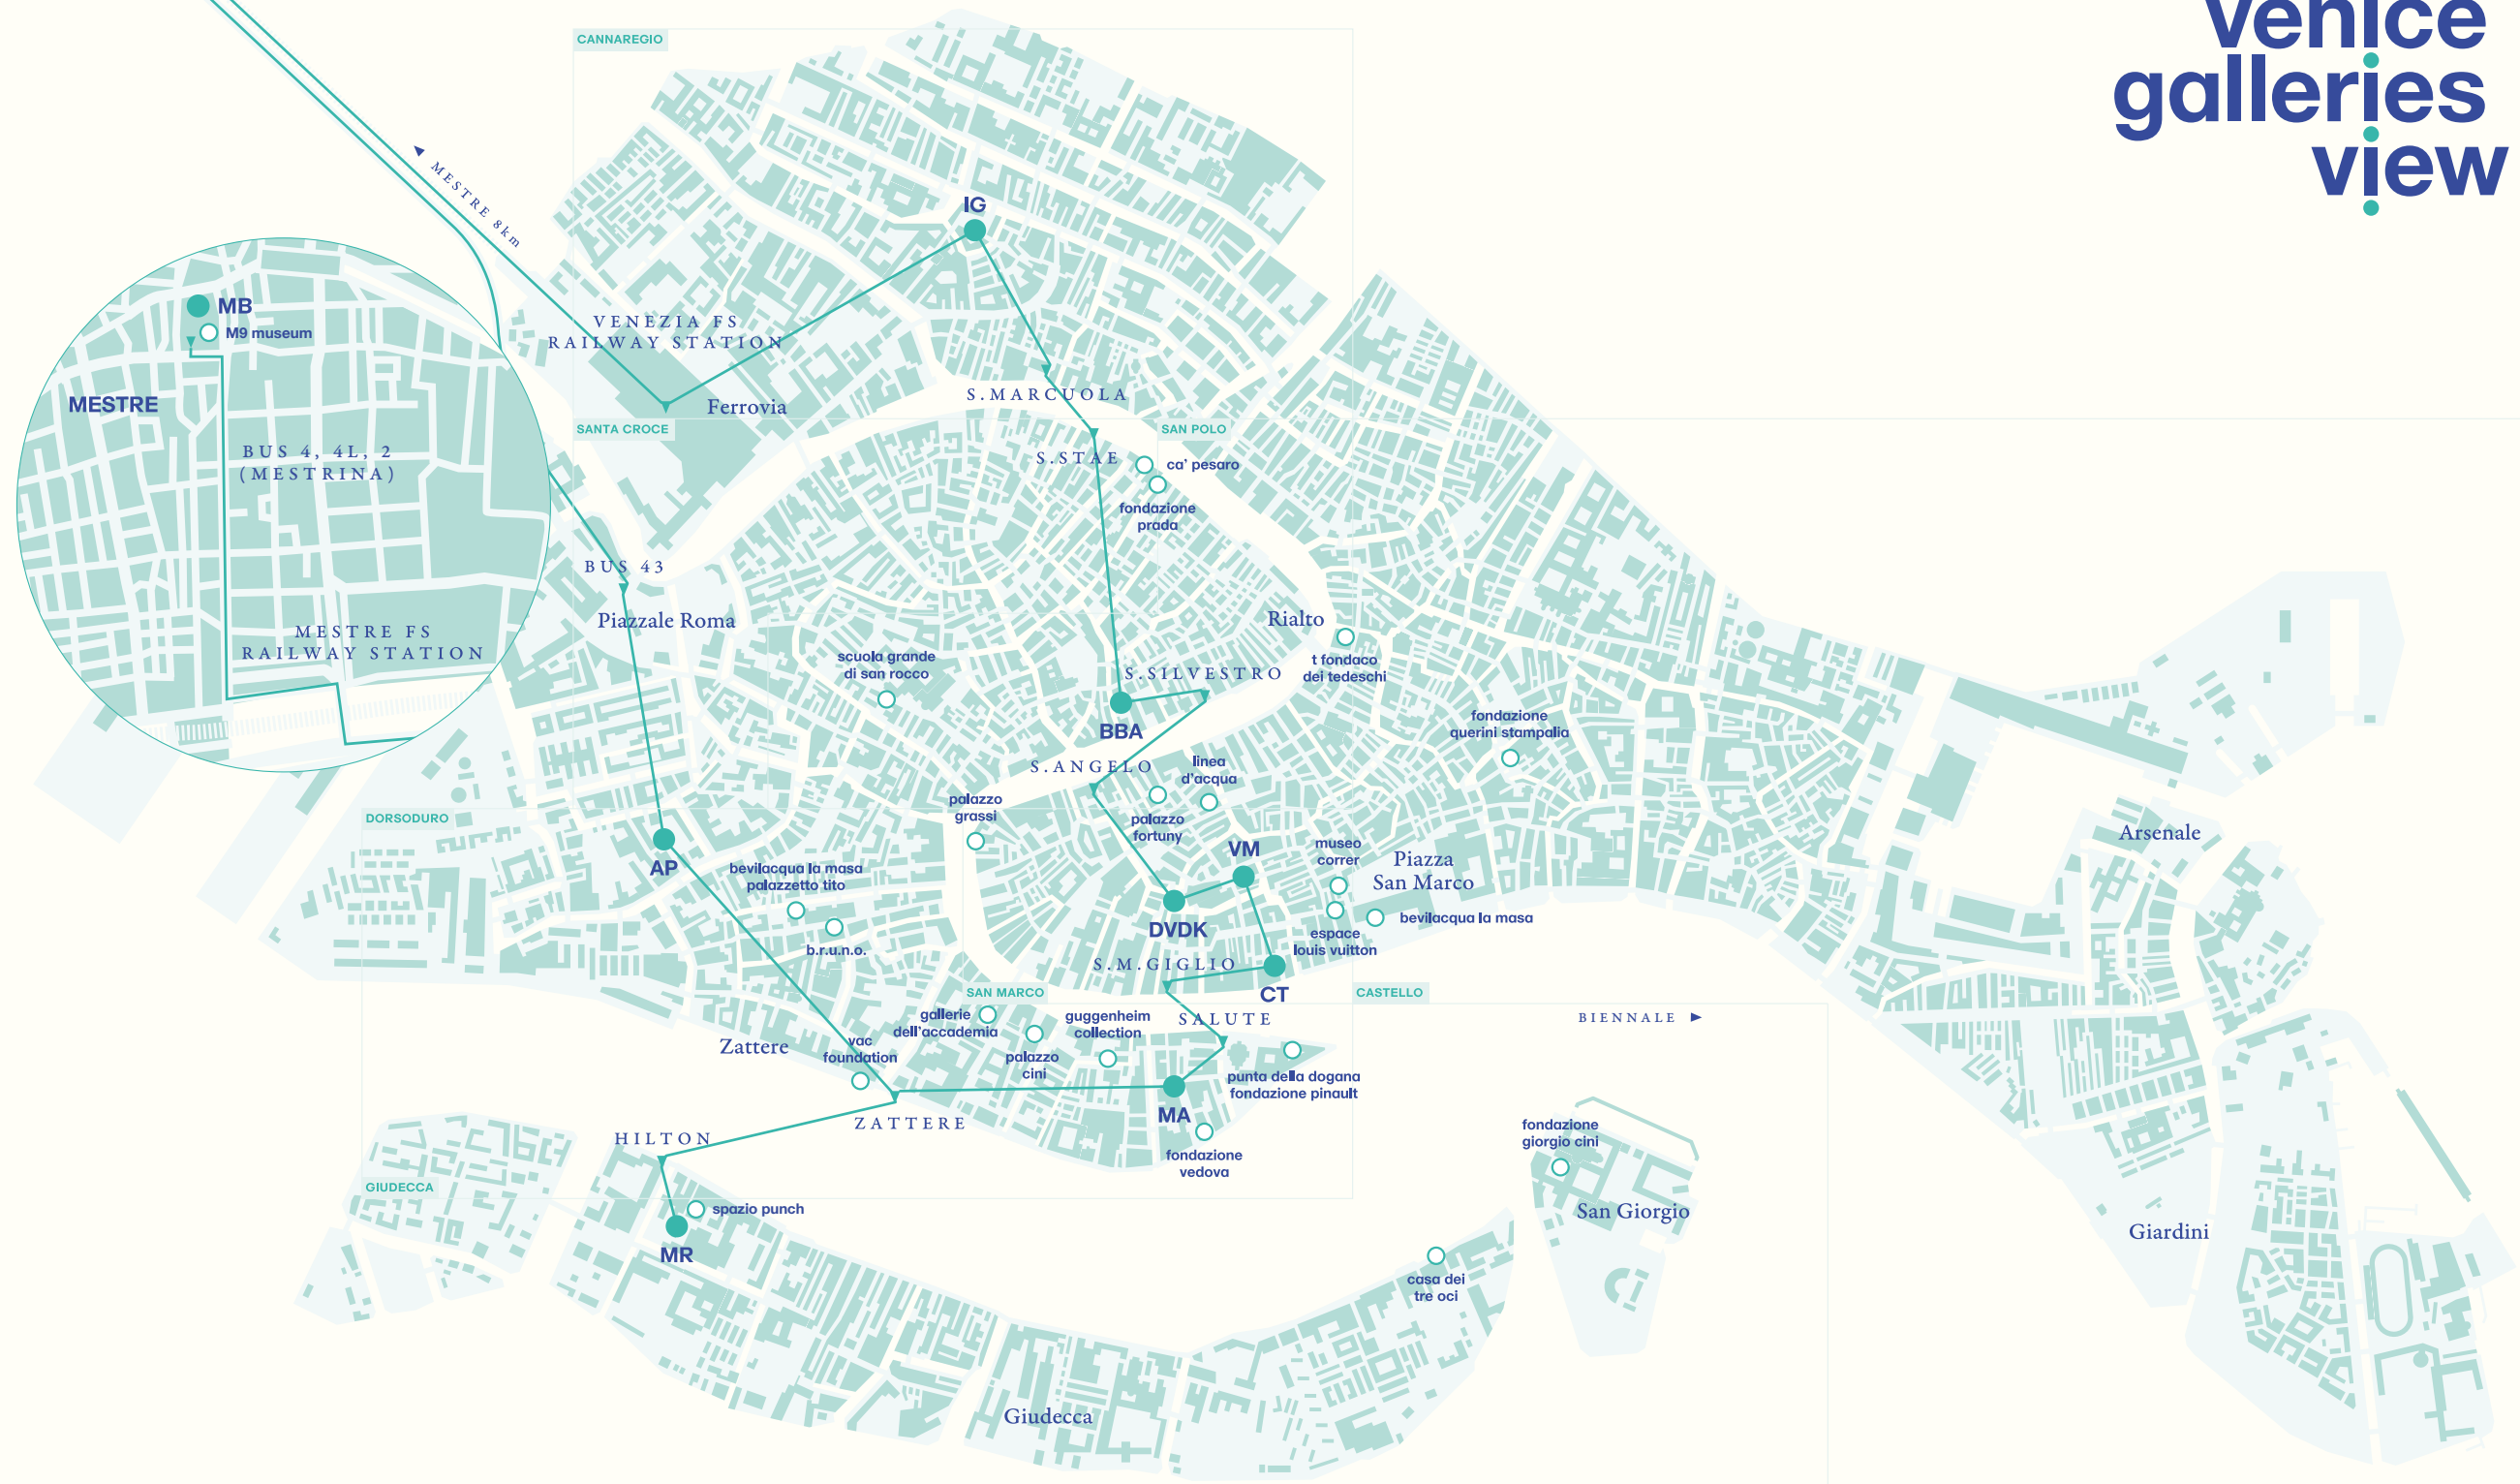 venice
galleries
view
CANNAREGIO
MESTRE 8km
IG
MB
M9 museum
MESTRE
VENEZIA FS
RAILWAY STATION
Ferrovia
S.MARCUOLA
SANTA CROCE
SAN POLO
BUS 4, 4L, 2
(MESTRINA)
S.STAE
ca' pesaro
fondazione
prada
BUS 43
Piazzale Roma
MESTRE FS
RAILWAY STATION
Rialto
scuola grande
di san rocco
S.SILVESTRO
t fondaco
dei tedeschi
BBA
fondazione
querini stampalia
S.ANGELO
linea
d'acqua
palazzo
grassi
palazzo
fortuny
DORSODURO
Arsenale
AP
bevilacqua la masa
palazzetto tito
VM
museo
correr
Piazza
San Marco
b.r.u.n.o.
DVDK
bevilacqua la masa
espace
louis vuitton
S.M.GIGLIO
CT
SAN MARCO
CASTELLO
gallerie
dell'accademia
guggenheim
collection
SALUTE
BIENNALE
Zattere
vac
foundation
palazzo
cini
punta della dogana
fondazione pinault
MA
ZATTERE
HILTON
fondazione
vedova
fondazione
giorgio cini
GIUDECCA
spazio punch
San Giorgio
Giardini
MR
casa dei
tre oci
Giudecca